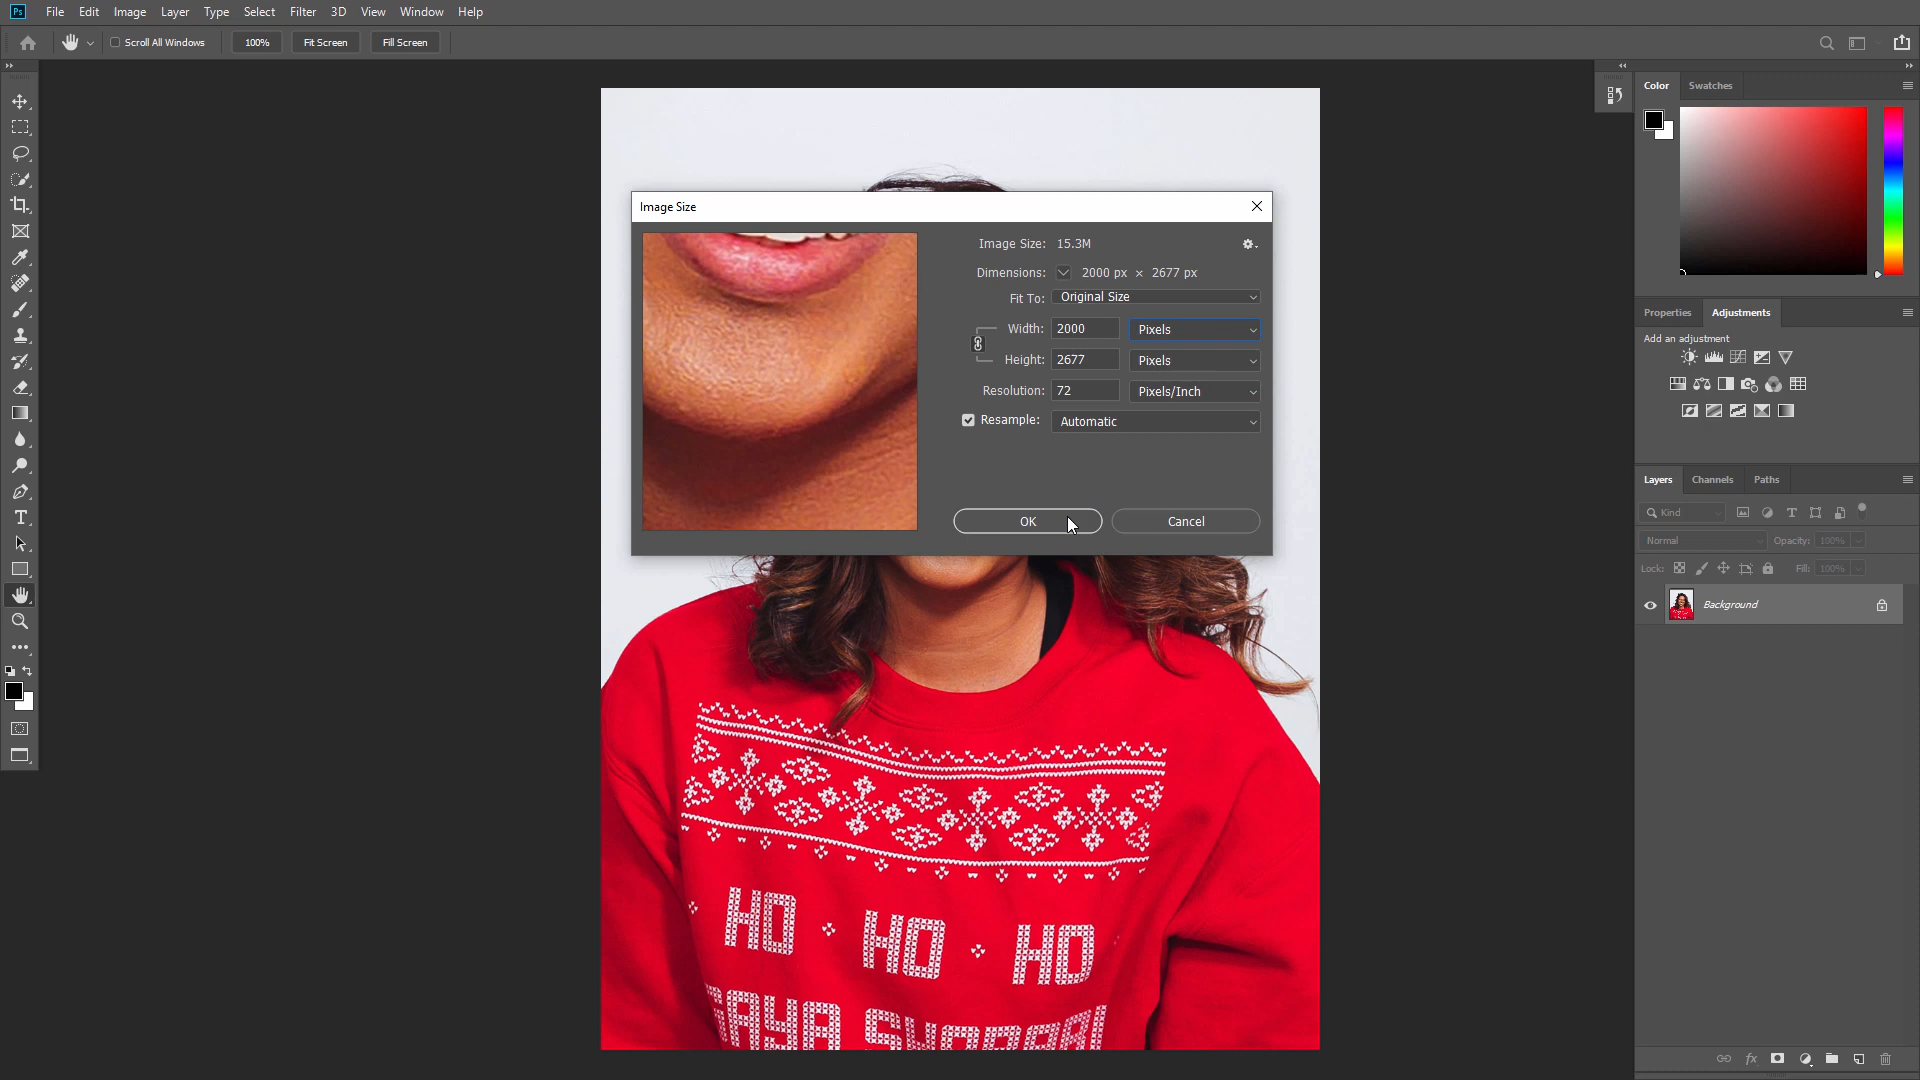 Ps File Edit Image Layer Type Select Filter 3D View Window Help
Scroll All Windows 100% Fit Screen Fill Screen
Color Swatches
Image Size
Image Size: 15.3M
Dimensions: 2000 px × 2677 px
Fit To: Original Size
Width: 2000 Pixels
Height: 2677 Pixels
Resolution: 72 Pixels/Inch
Resample: Automatic
OK Cancel
Properties Adjustments
Add an adjustment
Layers Channels Paths
Kind
Normal Opacity: 100%
Lock: Fill: 100%
Background
HO · HO · HO